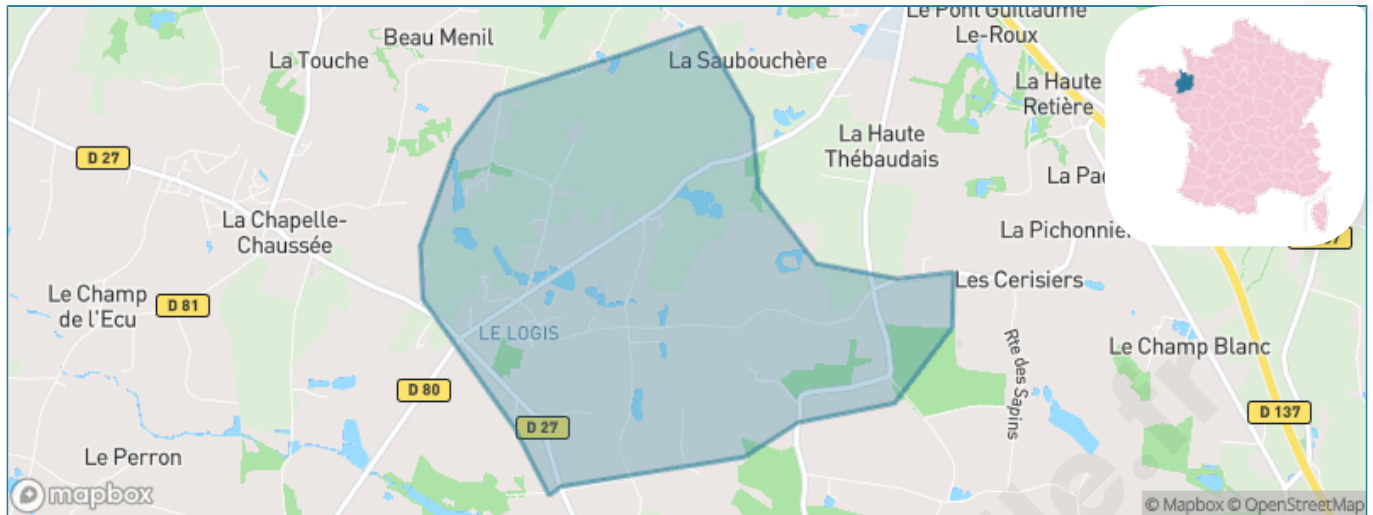 Le Pont Guillaume
Le-Roux
Beau Menil
La Touche
La Saubouchère
La Haute
Retière
La Haute
Thébaudais
D 27
La Chapelle-
Chaussée
La Pichonnie
Les Cerisiers
Le Champ
de l'Ecu
D 81
LE LOGIS
Rte des Sapins
Le Champ Blanc
D 80
D 27
D 137
Le Perron
mapbox
© Mapbox © OpenStreetMap